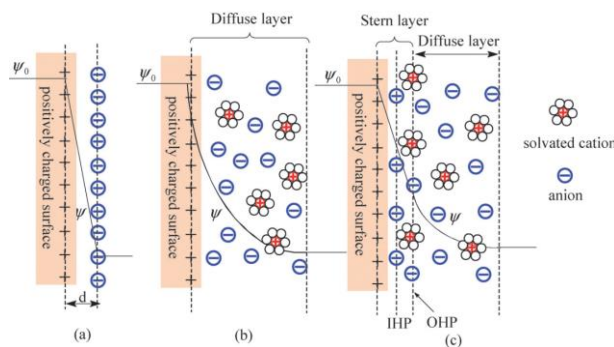 Diffuse layer
Stern layer
Diffuse layer
ψ₀
ψ₀
ψ₀
positively charged surface
positively charged surface
positively charged surface
ψ
ψ
ψ
solvated cation
anion
d
IHP
OHP
(a)
(b)
(c)